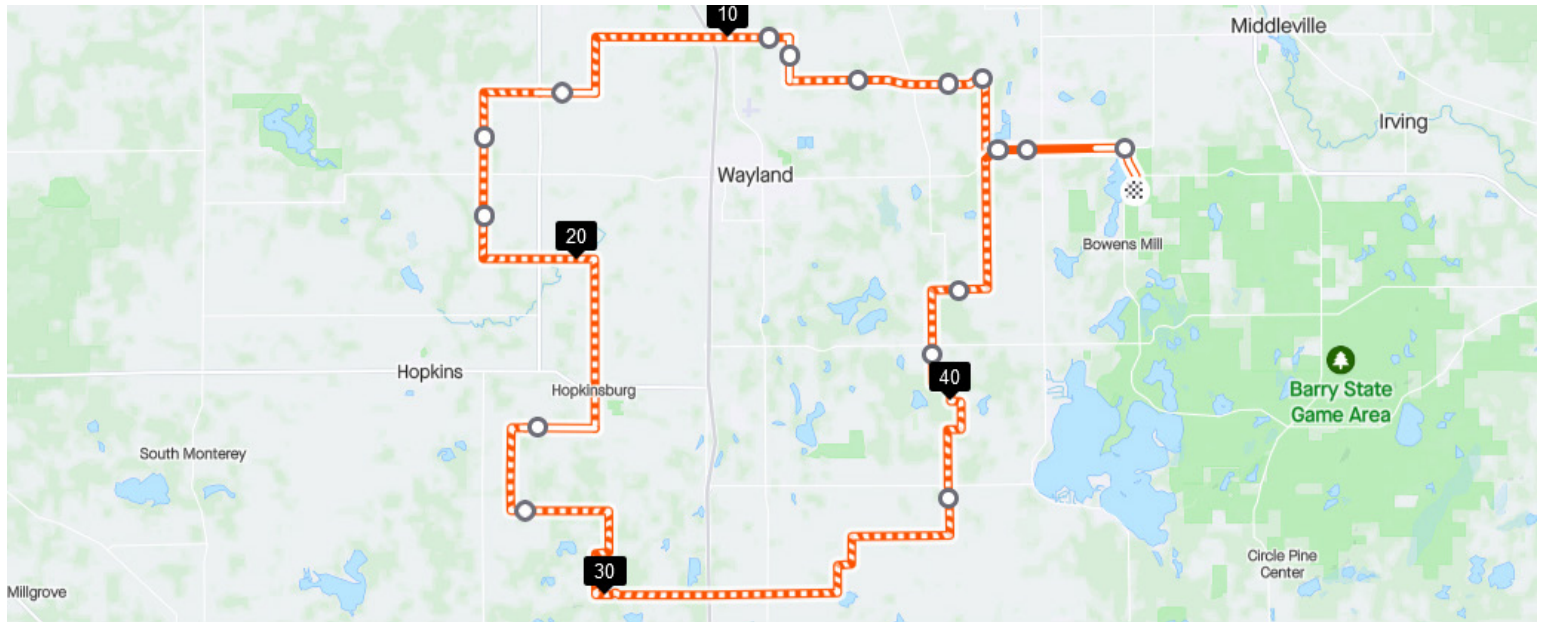 10
Middleville
Irving
Wayland
20
Bowens Mill
Hopkins
40
Hopkinsburg
Barry State
Game Area
South Monterey
30
Circle Pine
Center
Millgrove